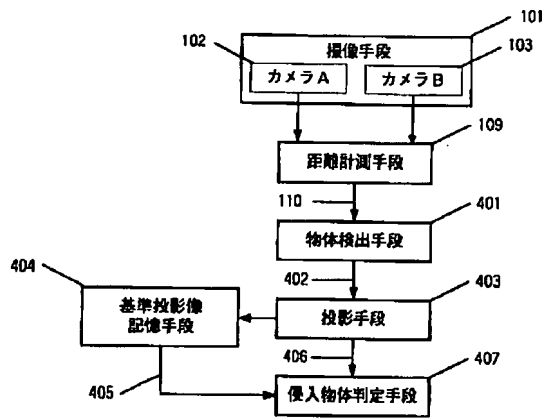 101
102
撮像手段
103
カメラA
カメラB
109
距離計測手段
110
401
物体検出手段
404
402
403
基準投影像
記憶手段
投影手段
406
407
405
侵入物体判定手段